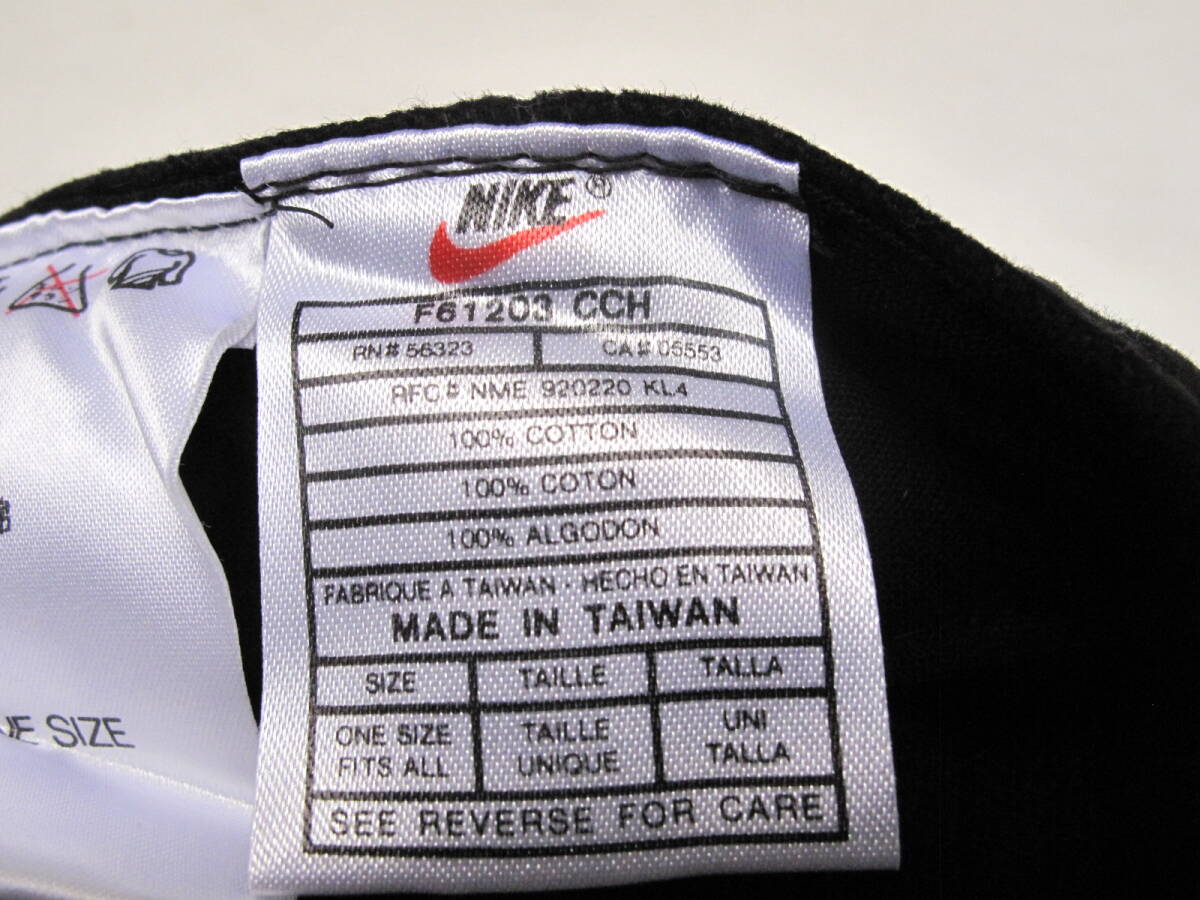 NIKE®
F61203 CCH
RN# 56323 CA# 05553
RFC# NME 920220 KL4
100% COTTON
100% COTON
100% ALGODON
FABRIQUE A TAIWAN · HECHO EN TAIWAN
MADE IN TAIWAN
SIZE TAILLE TALLA
ONE SIZE FITS ALL TAILLE UNIQUE UNI TALLA
SEE REVERSE FOR CARE
SIZE